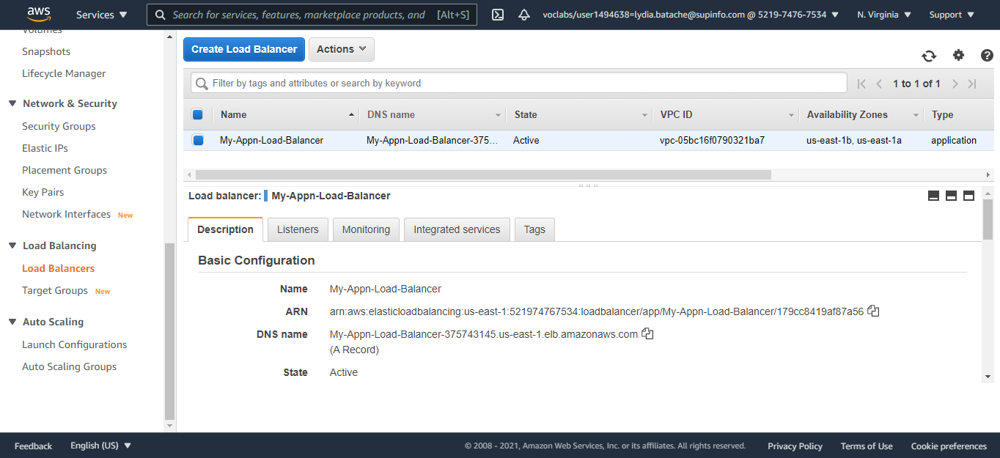 aws
Services
Search for services, features, marketplace products, and [Alt+S]
voclabs/user1494638=lydia.batache@supinfo.com @ 5219-7476-7534
N. Virginia
Support
Volumes
Snapshots
Lifecycle Manager
Network & Security
Security Groups
Elastic IPs
Placement Groups
Key Pairs
Network Interfaces New
Load Balancing
Load Balancers
Target Groups New
Auto Scaling
Launch Configurations
Auto Scaling Groups
Create Load Balancer
Actions
Filter by tags and attributes or search by keyword
1 to 1 of 1
Name DNS name State VPC ID Availability Zones Type
My-Appn-Load-Balancer My-Appn-Load-Balancer-375... Active vpc-05bc16f0790321ba7 us-east-1b, us-east-1a application
Load balancer: My-Appn-Load-Balancer
Description Listeners Monitoring Integrated services Tags
Basic Configuration
Name My-Appn-Load-Balancer
ARN arn:aws:elasticloadbalancing:us-east-1:521974767534:loadbalancer/app/My-Appn-Load-Balancer/179cc8419af87a56
DNS name My-Appn-Load-Balancer-375743145.us-east-1.elb.amazonaws.com
(A Record)
State Active
Feedback English (US) © 2008 - 2021, Amazon Web Services, Inc. or its affiliates. All rights reserved. Privacy Policy Terms of Use Cookie preferences